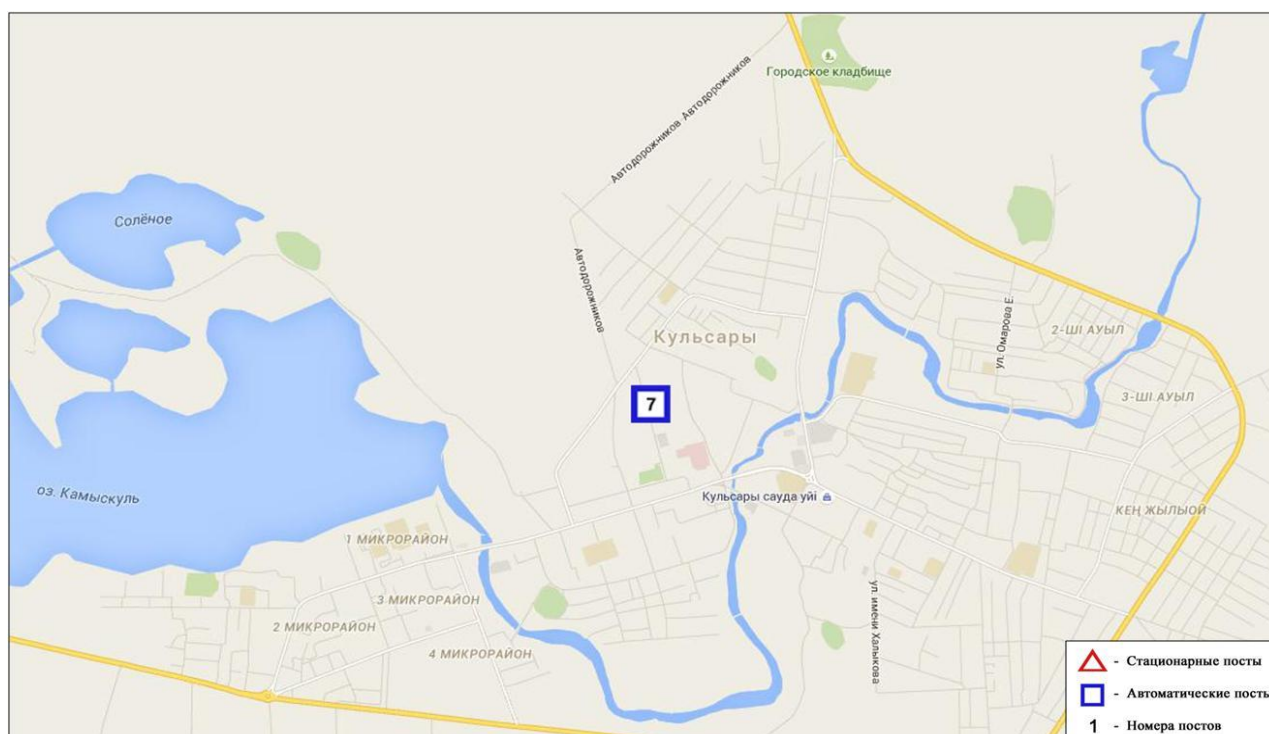 Городское кладбище
Автодорожников Автодорожников
Солёное
Автодорожников
ул. Омарова Е.
2-ШІ АУЫЛ
Кульсары
3-ШІ АУЫЛ
7
оз. Камыскуль
Кульсары сауда уйі
КЕҢ ЖЫЛЫОЙ
1 МИКРОРАЙОН
3 МИКРОРАЙОН
2 МИКРОРАЙОН
4 МИКРОРАЙОН
ул. имени Халыкова
- Стационарные посты
- Автоматические посты
1 - Номера постов